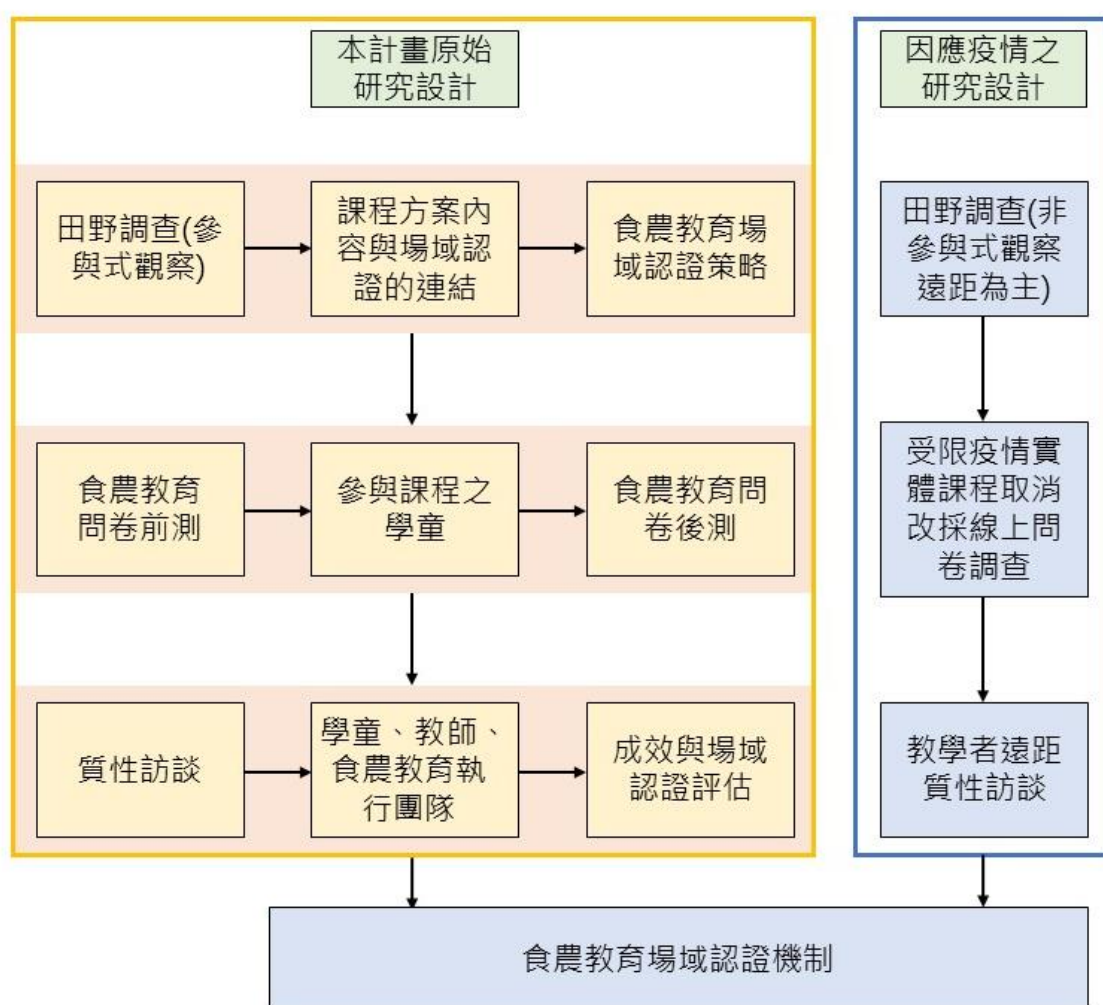 本計畫原始
研究設計
因應疫情之
研究設計
田野調查(參
與式觀察)
課程方案內
容與場域認
證的連結
食農教育場
域認證策略
田野調查(非
參與式觀察
遠距為主)
食農教育
問卷前測
參與課程之
學童
食農教育問
卷後測
受限疫情實
體課程取消
改採線上問
卷調查
質性訪談
學童、教師、
食農教育執
行團隊
成效與場域
認證評估
教學者遠距
質性訪談
食農教育場域認證機制